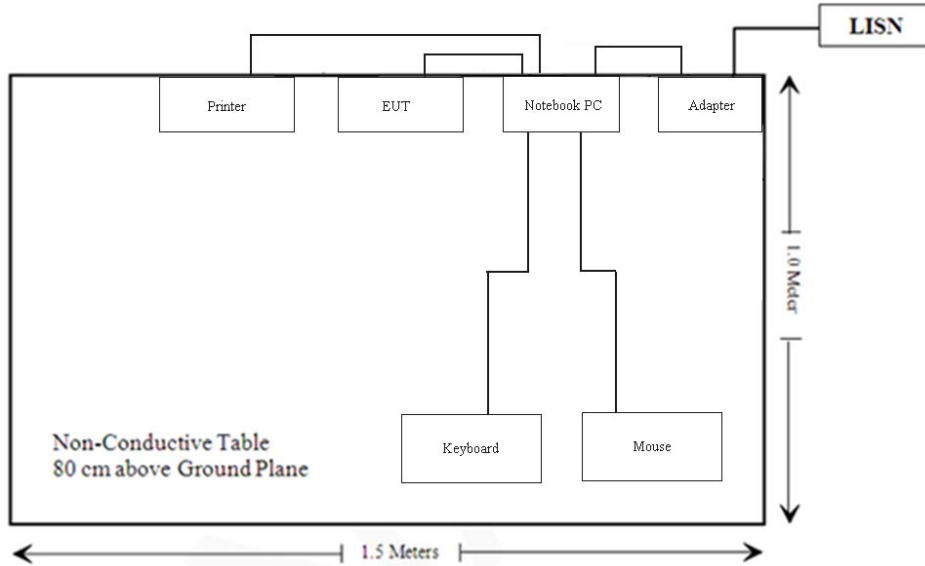 LISN
Printer
EUT
Notebook PC
Adapter
1.0 Meter
Keyboard
Mouse
Non-Conductive Table
80 cm above Ground Plane
1.5 Meters